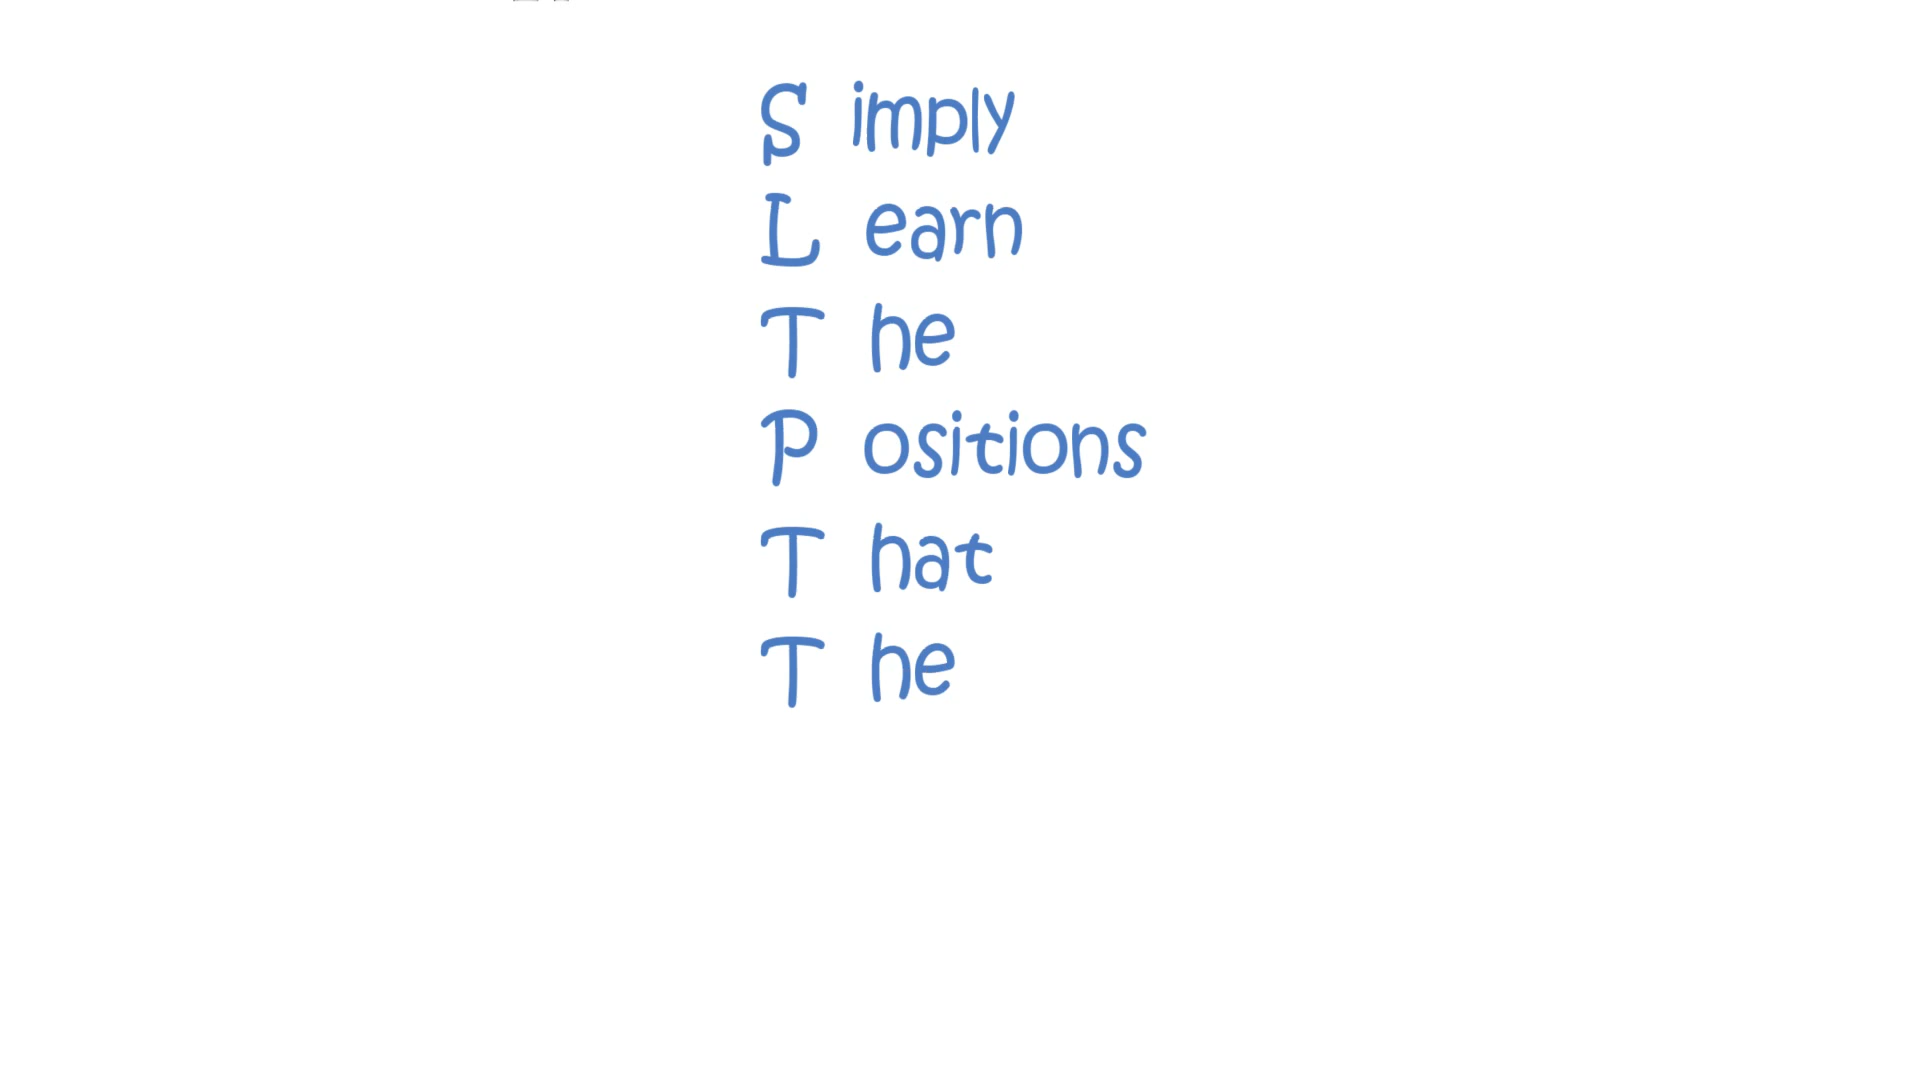 S imply
L earn
T he
P ositions
T hat
T he